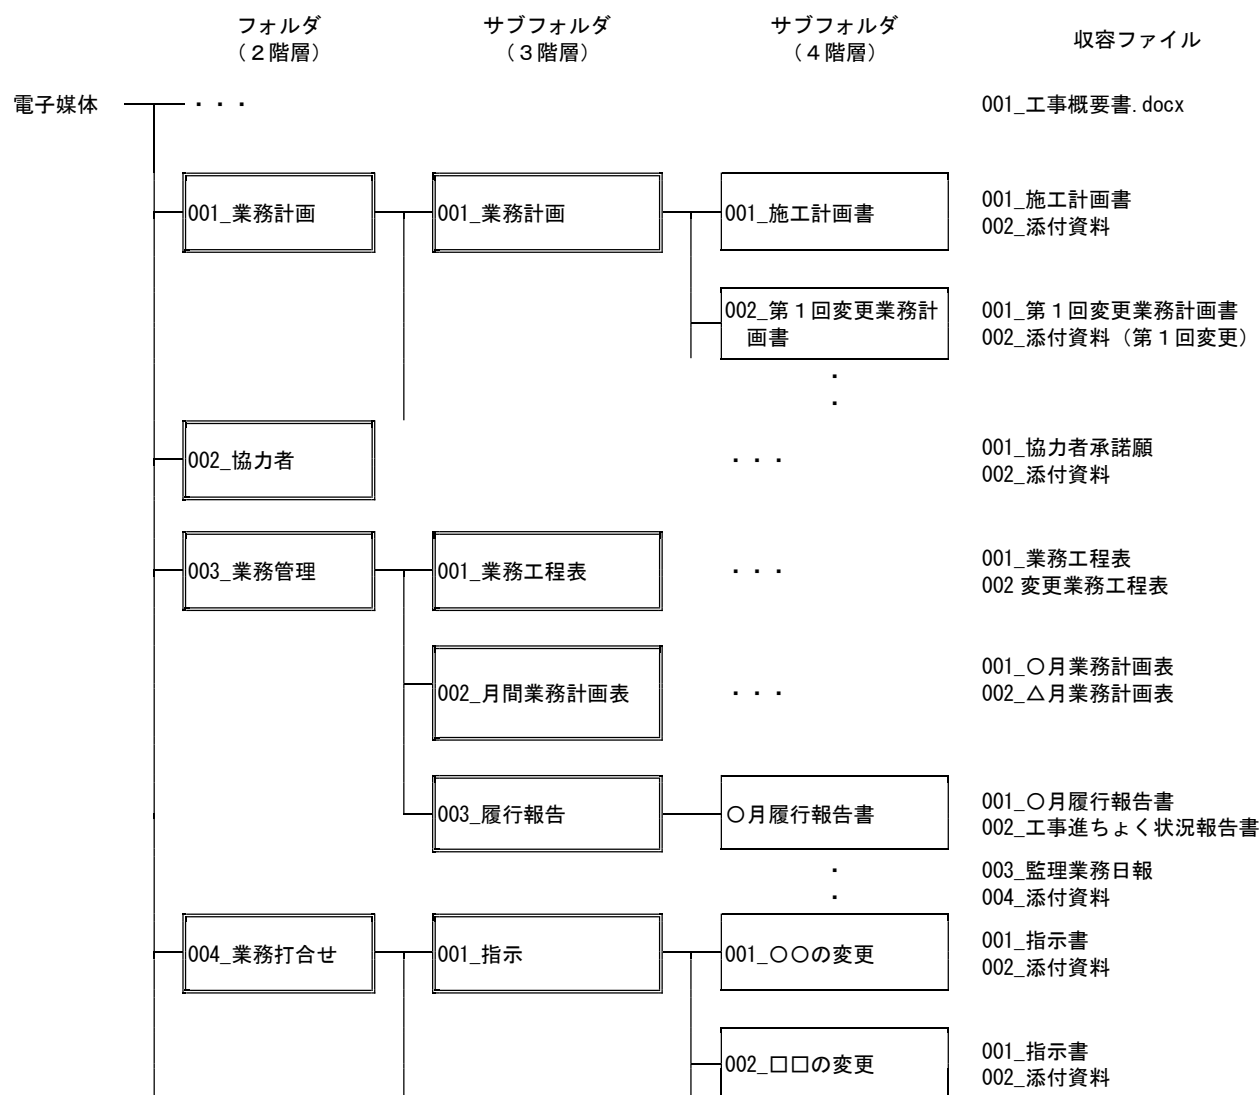 フォルダ
（２階層）
サブフォルダ
（３階層）
サブフォルダ
（４階層）
収容ファイル
電子媒体
・・・
001_工事概要書.docx
001_業務計画
001_業務計画
001_施工計画書
001_施工計画書
002_添付資料
002_第１回変更業務計
画書
001_第１回変更業務計画書
002_添付資料（第１回変更）
・
・
002_協力者
・・・
001_協力者承諾願
002_添付資料
003_業務管理
001_業務工程表
・・・
001_業務工程表
002 変更業務工程表
002_月間業務計画表
・・・
001_〇月業務計画表
002_△月業務計画表
003_履行報告
〇月履行報告書
001_〇月履行報告書
002_工事進ちょく状況報告書
・
・
003_監理業務日報
004_添付資料
004_業務打合せ
001_指示
001_〇〇の変更
001_指示書
002_添付資料
002_□□の変更
001_指示書
002_添付資料